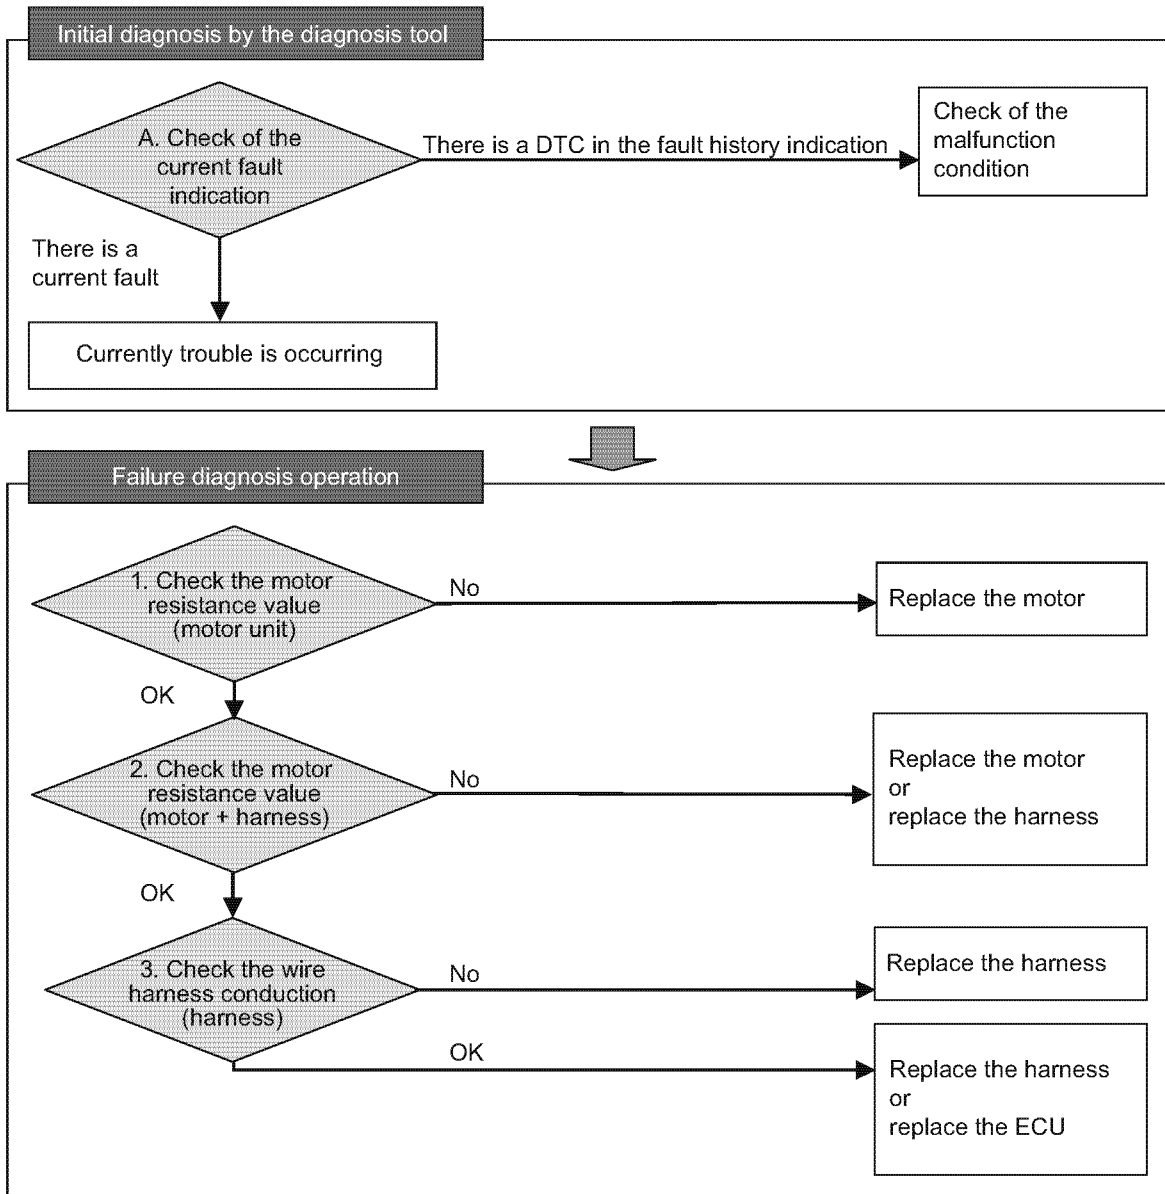 Initial diagnosis by the diagnosis tool
A. Check of the
current fault
indication
There is a DTC in the fault history indication
Check of the
malfunction
condition
There is a
current fault
Currently trouble is occurring
Failure diagnosis operation
1. Check the motor
resistance value
(motor unit)
No
Replace the motor
OK
2. Check the motor
resistance value
(motor + harness)
No
Replace the motor
or
replace the harness
OK
3. Check the wire
harness conduction
(harness)
No
Replace the harness
OK
Replace the harness
or
replace the ECU